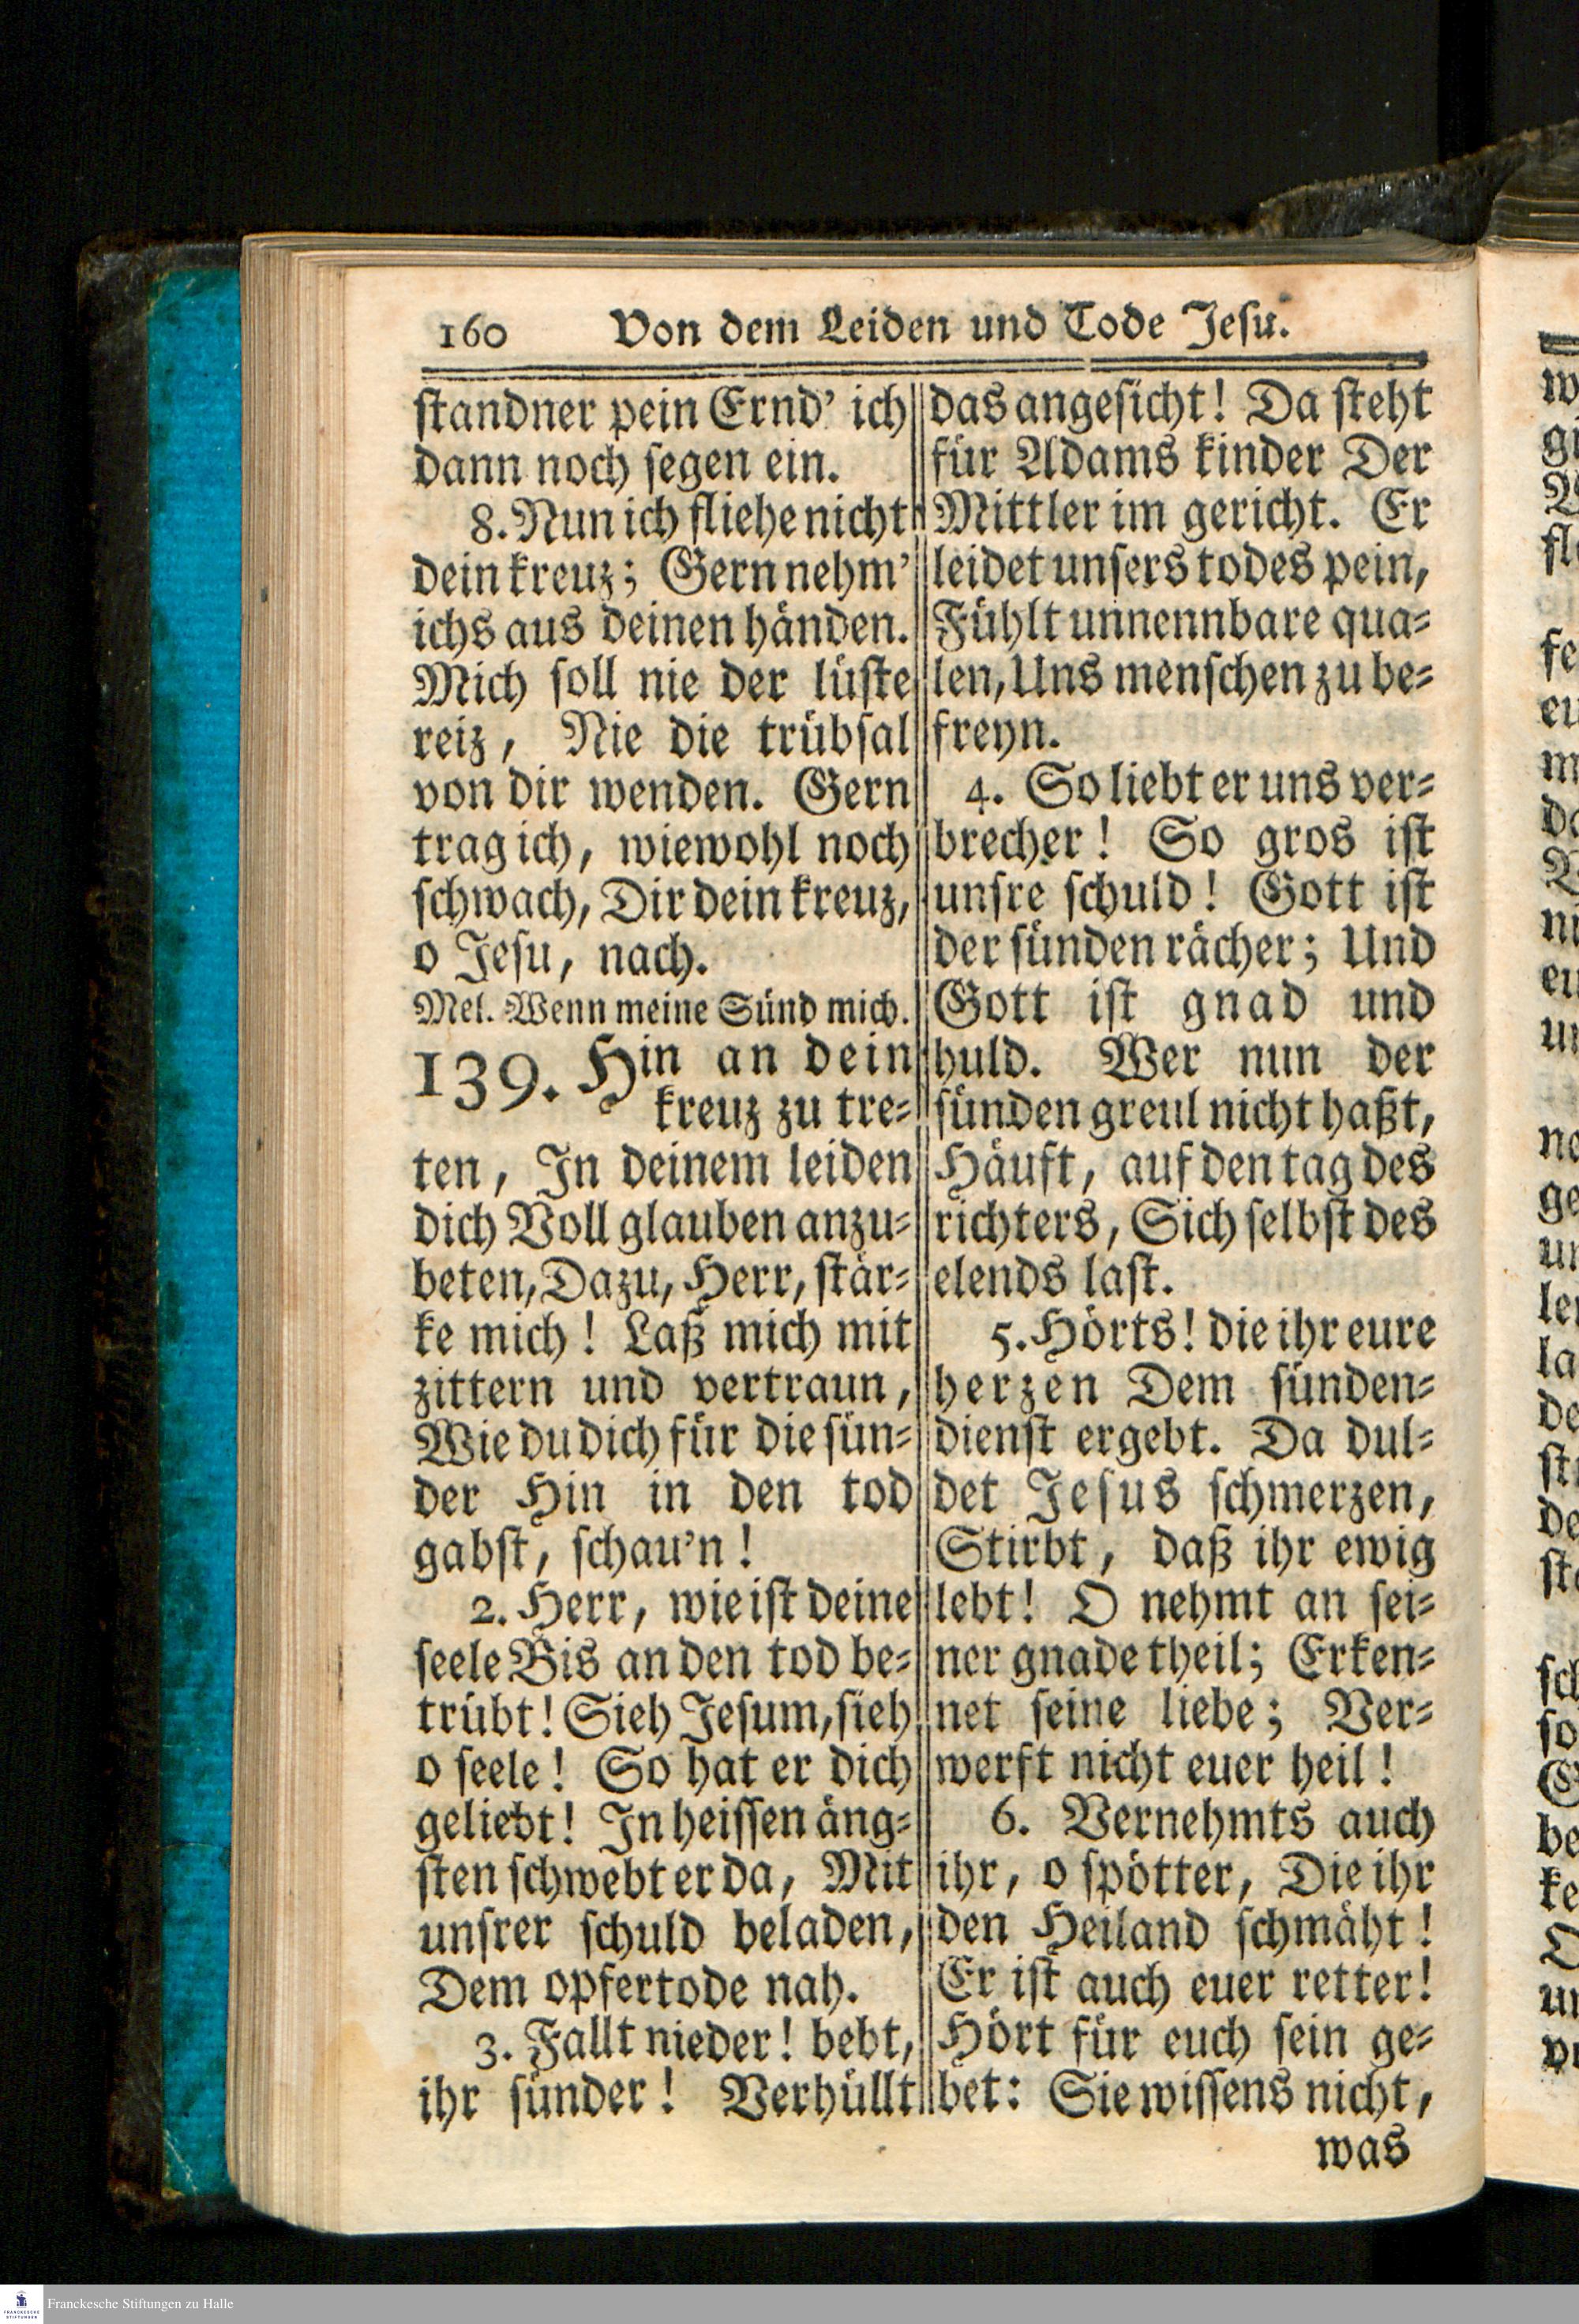 160 Von dem Leiden und Tode Jesu.
standner pein Ernd' ich
dann noch segen ein.
8. Nun ich fliehe nicht
dein kreuz; Gern nehm'
ichs aus deinen händen.
Mich soll nie der lüste
reiz, Nie die trübsal
von dir wenden. Gern
trag ich, wiewohl noch
schwach, Dir dein kreuz,
o Jesu, nach.
Mel. Wenn meine Sünd mich.
139. Hin an dein
kreuz zu tre-
ten, In deinem leiden
dich Voll glauben anzu-
beten, Dazu, Herr, stär-
ke mich! Laß mich mit
zittern und vertraun,
Wie du dich für die sün-
der Hin in den tod
gabst, schau'n!
2. Herr, wie ist deine
seele Bis an den tod be-
trübt! Sieh Jesum, sieh
o seele! So hat er dich
geliebt! In heissen äng-
sten schwebt er da, Mit
unsrer schuld beladen,
Dem opfertode nah.
3. Fallt nieder! bebt,
ihr sünder! Verhüllt
das angesicht! Da steht
für Adams kinder Der
Mittler im gericht. Er
leidet unsers todes pein,
Fühlt unnennbare qua-
len, Uns menschen zu be-
freyn.
4. So liebt er uns ver-
brecher! So gros ist
unsre schuld! Gott ist
der sünden rächer; Und
Gott ist gnad und
huld. Wer nun der
sünden greul nicht haßt,
Häuft, auf den tag des
richters, Sich selbst des
elends last.
5. Hörts! die ihr eure
herzen Dem sünden-
dienst ergebt. Da dul-
det Jesus schmerzen,
Stirbt, daß ihr ewig
lebt! O nehmt an sei-
ner gnade theil; Erken-
net seine liebe; Ver-
werft nicht euer heil!
6. Vernehmts auch
ihr, o spötter, Die ihr
den Heiland schmäht!
Er ist auch euer retter!
Hört für euch sein ge-
bet: Sie wissens nicht,
was
Franckesche Stiftungen zu Halle